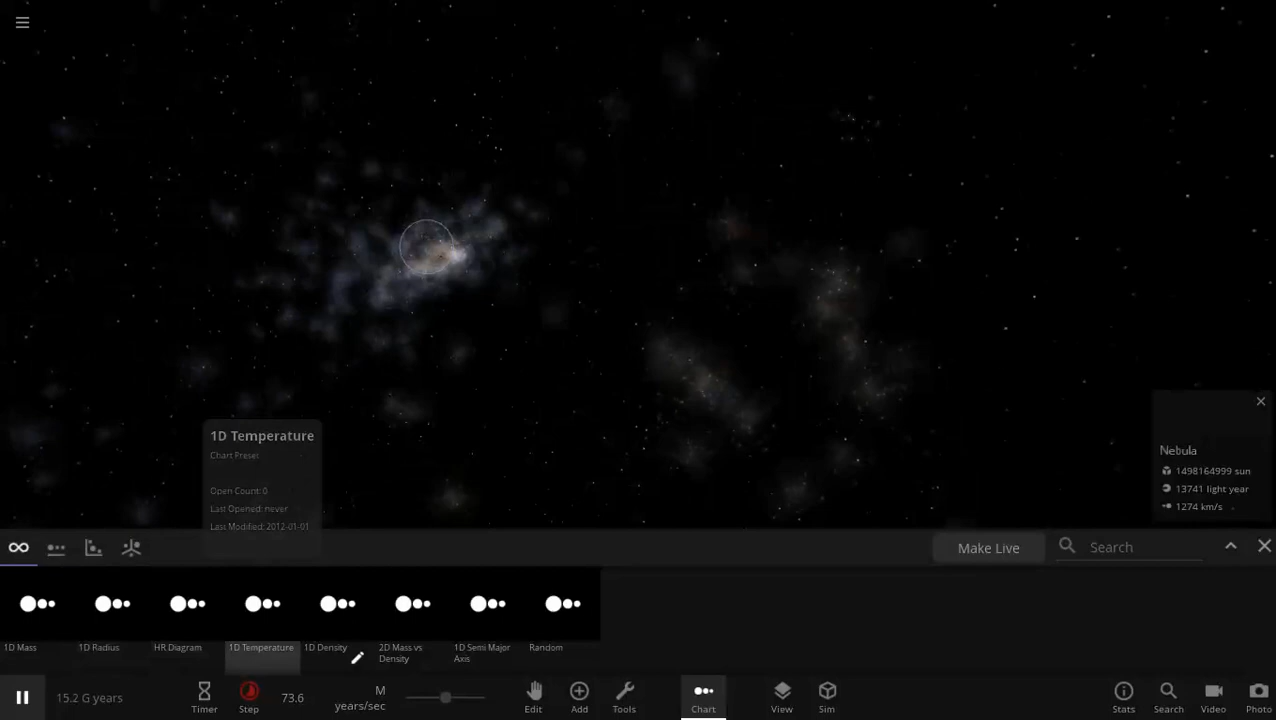 1D Temperature
Chart Preset
Open Count: 0
Last Opened: never
Last Modified: 2012-01-01
Nebula
1498164999 sun
13741 light year
1274 km/s
Make Live
Search
1D Mass
1D Radius
HR Diagram
1D Temperature
1D Density
2D Mass vs
Density
1D Semi Major
Axis
Random
15.2 G years
Timer
Step
73.6
M
years/sec
Edit
Add
Tools
Chart
View
Sim
Stats
Search
Video
Photo